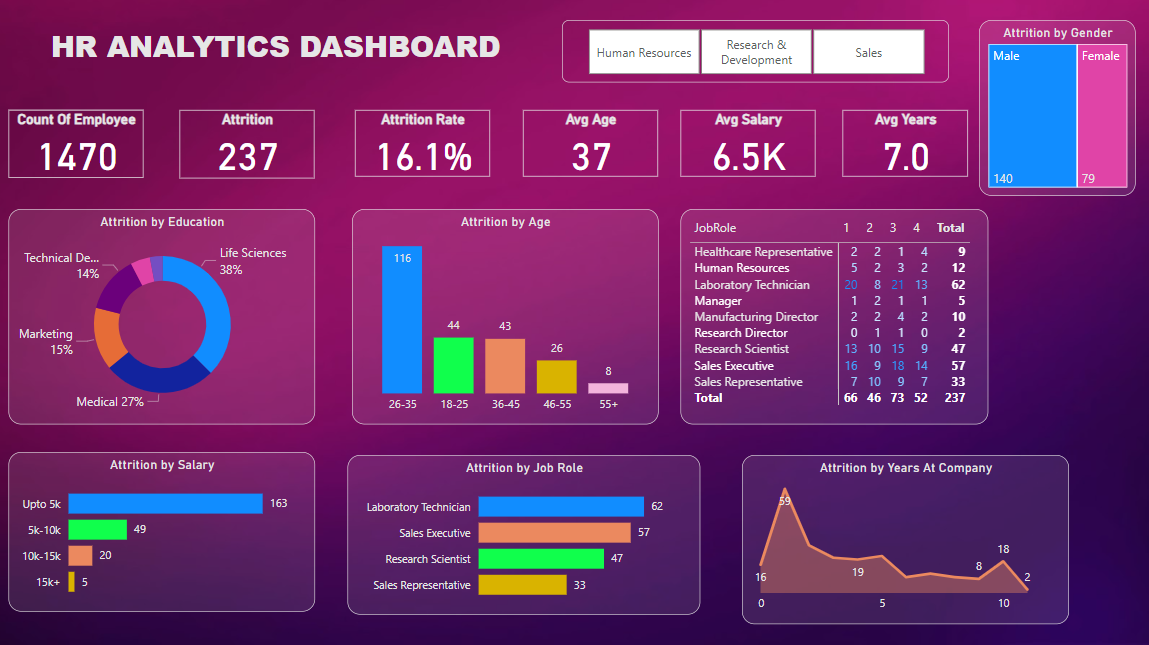 HR ANALYTICS DASHBOARD
Human Resources
Research &
Development
Sales
Attrition by Gender
Male
Female
140
79
Count Of Employee
1470
Attrition
237
Attrition Rate
16.1%
Avg Age
37
Avg Salary
6.5K
Avg Years
7.0
Attrition by Education
Life Sciences
38%
Technical De...
14%
Marketing
15%
Medical 27%
Attrition by Age
116
44
43
26
8
26-35 18-25 36-45 46-55 55+
JobRole 1 2 3 4 Total
Healthcare Representative 2 2 1 4 9
Human Resources 5 2 3 2 12
Laboratory Technician 20 8 21 13 62
Manager 1 2 1 1 5
Manufacturing Director 2 2 4 2 10
Research Director 0 1 1 0 2
Research Scientist 13 10 15 9 47
Sales Executive 16 9 18 14 57
Sales Representative 7 10 9 7 33
Total 66 46 73 52 237
Attrition by Salary
Upto 5k 163
5k-10k 49
10k-15k 20
15k+ 5
Attrition by Job Role
Laboratory Technician 62
Sales Executive 57
Research Scientist 47
Sales Representative 33
Attrition by Years At Company
59
16
19
8
18
2
0 5 10